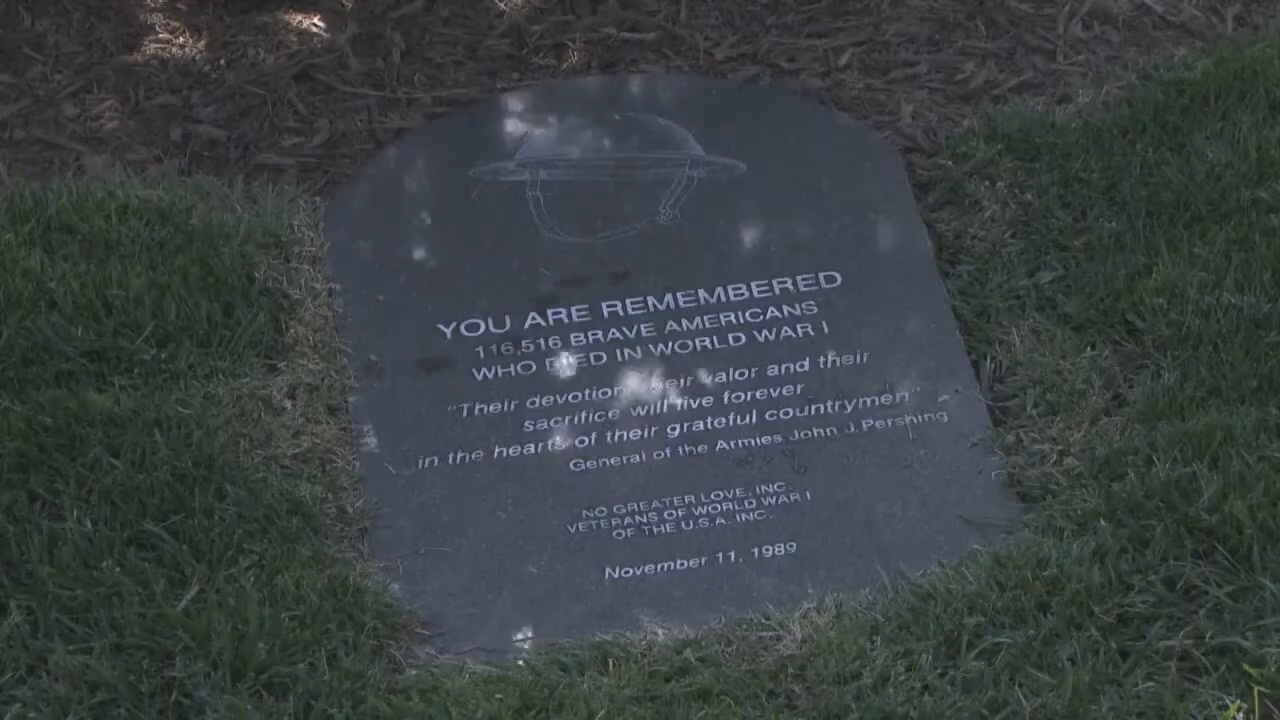 YOU ARE REMEMBERED
116,516 BRAVE AMERICANS
WHO DIED IN WORLD WAR I
"Their devotion, their valor and their
sacrifice will live forever
in the hearts of their grateful countrymen"
General of the Armies John J. Pershing
NO GREATER LOVE, INC.
VETERANS OF WORLD WAR I
OF THE U.S.A. INC.
November 11, 1989